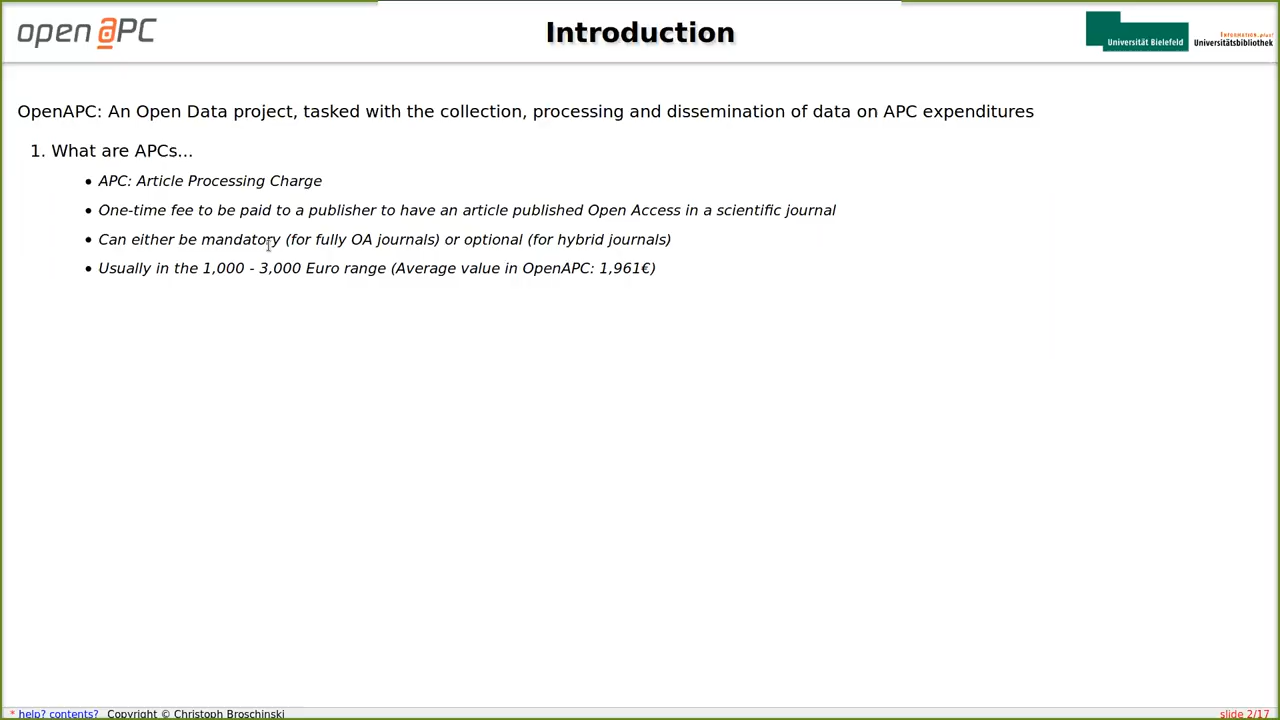 open apc
Introduction
Universität Bielefeld
INFORMATION.plus!
Universitätsbibliothek
OpenAPC: An Open Data project, tasked with the collection, processing and dissemination of data on APC expenditures
1. What are APCs...
• APC: Article Processing Charge
• One-time fee to be paid to a publisher to have an article published Open Access in a scientific journal
• Can either be mandatory (for fully OA journals) or optional (for hybrid journals)
• Usually in the 1,000 - 3,000 Euro range (Average value in OpenAPC: 1,961€)
* help? contents? Copyright © Christoph Broschinski
slide 2/17